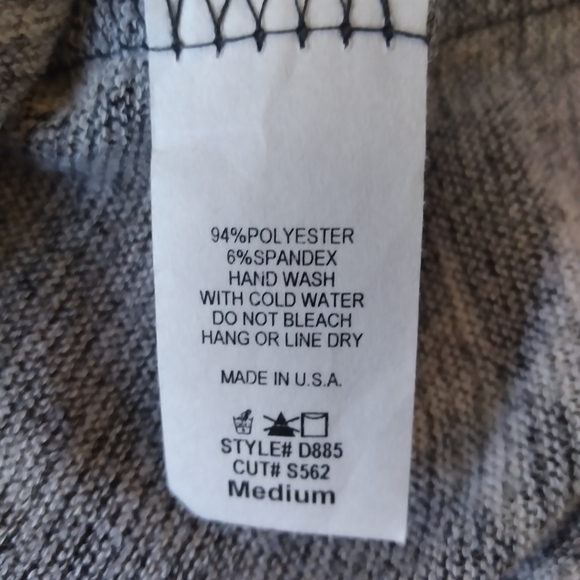 94%POLYESTER
6%SPANDEX
HAND WASH
WITH COLD WATER
DO NOT BLEACH
HANG OR LINE DRY
MADE IN U.S.A.
STYLE# D885
CUT# S562
Medium